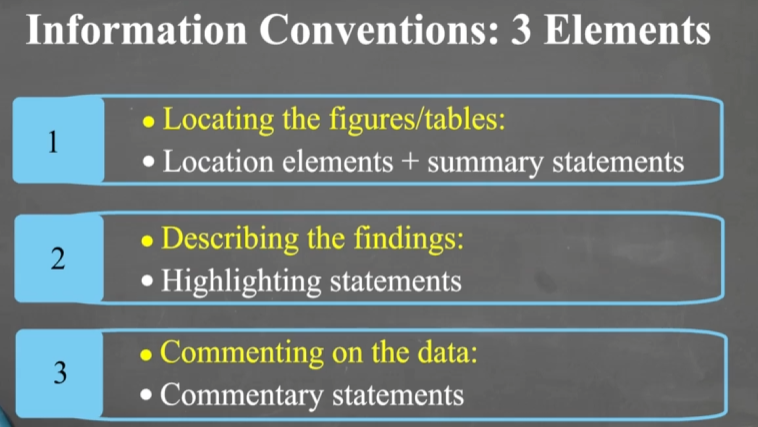 Information Conventions: 3 Elements
1
• Locating the figures/tables:
• Location elements + summary statements
2
• Describing the findings:
• Highlighting statements
3
• Commenting on the data:
• Commentary statements